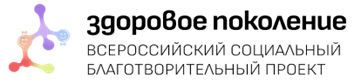 здоровое поколение
ВСЕРОССИЙСКИЙ СОЦИАЛЬНЫЙ
БЛАГОТВОРИТЕЛЬНЫЙ ПРОЕКТ